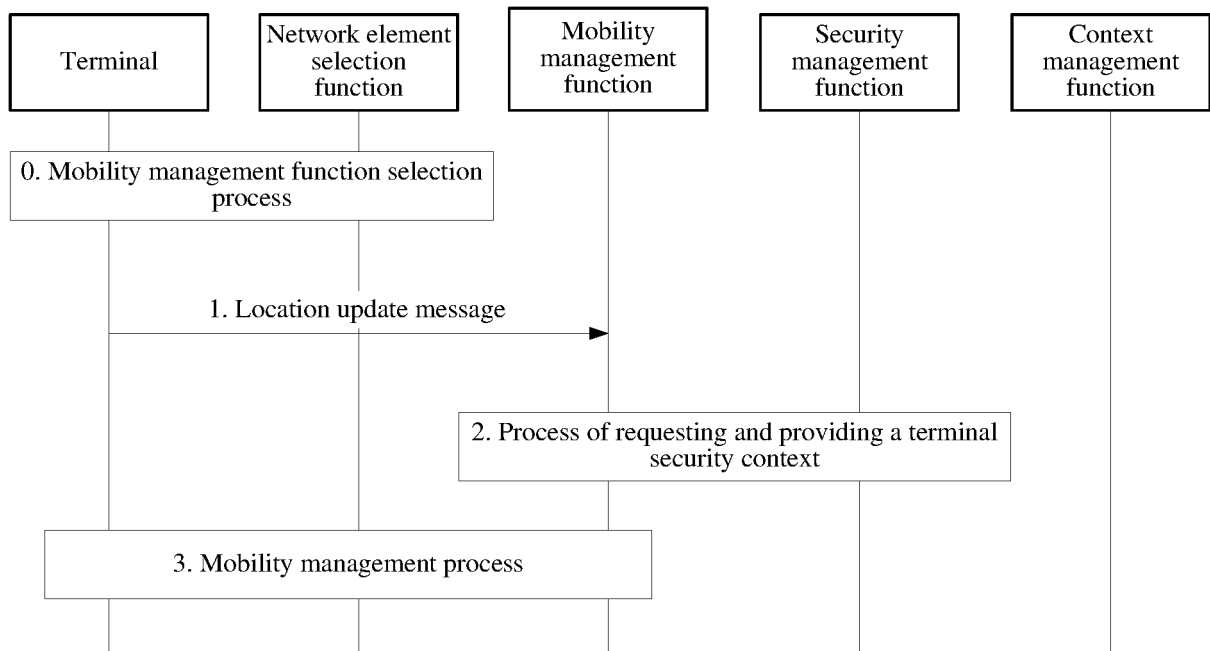 Terminal
Network element
selection
function
Mobility
management
function
Security
management
function
Context
management
function
0. Mobility management function selection
process
1. Location update message
2. Process of requesting and providing a terminal
security context
3. Mobility management process